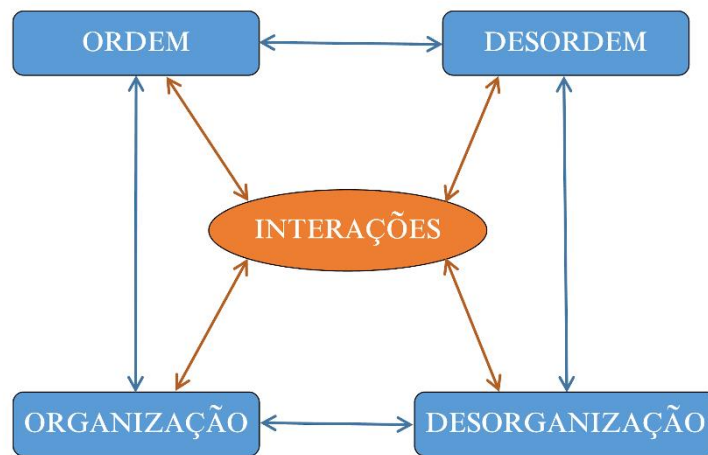 ORDEM
DESORDEM
INTERAÇÕES
ORGANIZAÇÃO
DESORGANIZAÇÃO